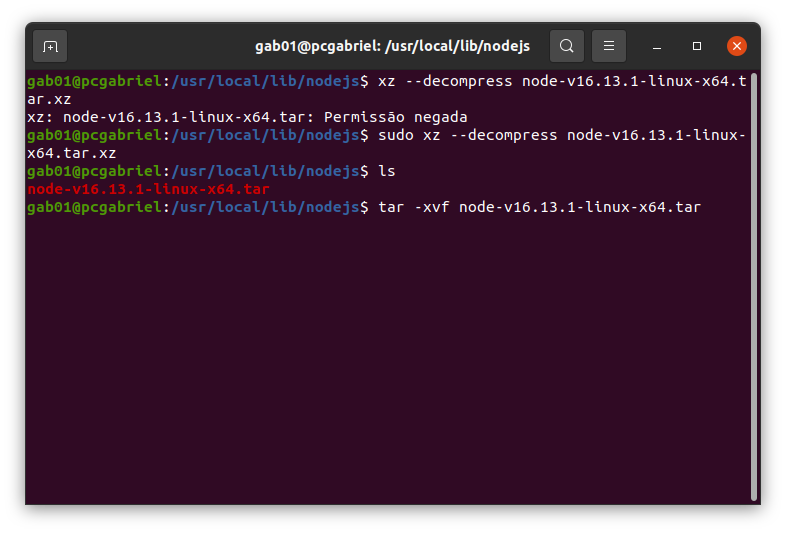 gab01@pcgabriel: /usr/local/lib/nodejs
gab01@pcgabriel:/usr/local/lib/nodejs$ xz --decompress node-v16.13.1-linux-x64.t
ar.xz
xz: node-v16.13.1-linux-x64.tar: Permissão negada
gab01@pcgabriel:/usr/local/lib/nodejs$ sudo xz --decompress node-v16.13.1-linux-
x64.tar.xz
gab01@pcgabriel:/usr/local/lib/nodejs$ ls
node-v16.13.1-linux-x64.tar
gab01@pcgabriel:/usr/local/lib/nodejs$ tar -xvf node-v16.13.1-linux-x64.tar